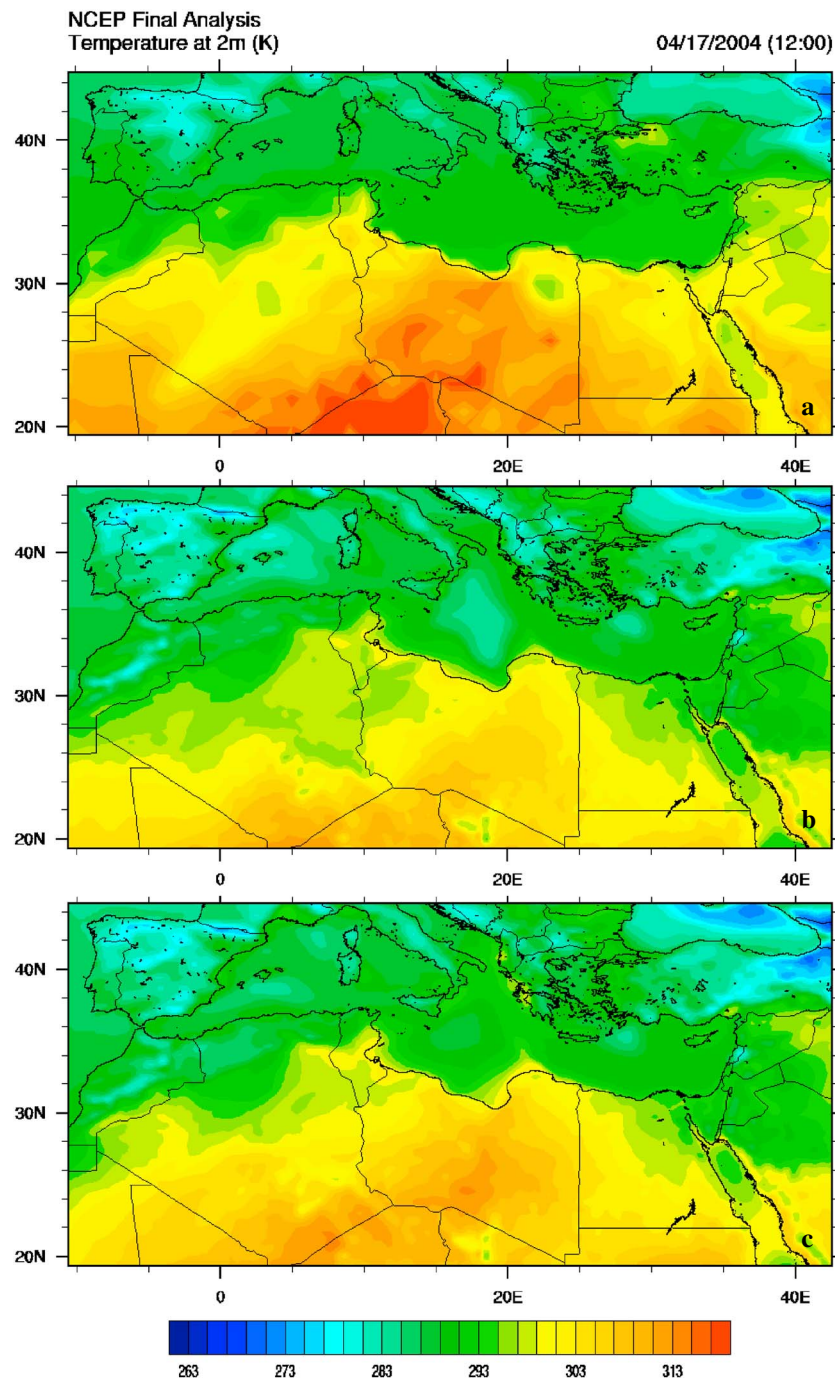 NCEP Final Analysis
Temperature at 2m (K) 04/17/2004 (12:00)
40N
30N
20N
a
0 20E 40E
40N
30N
20N
b
0 20E 40E
40N
30N
20N
c
0 20E 40E
263 273 283 293 303 313